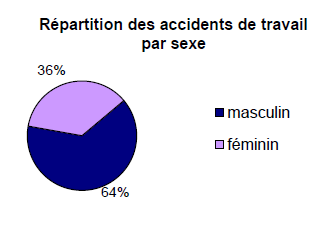 Répartition des accidents de travail
par sexe
36%
masculin
féminin
64%